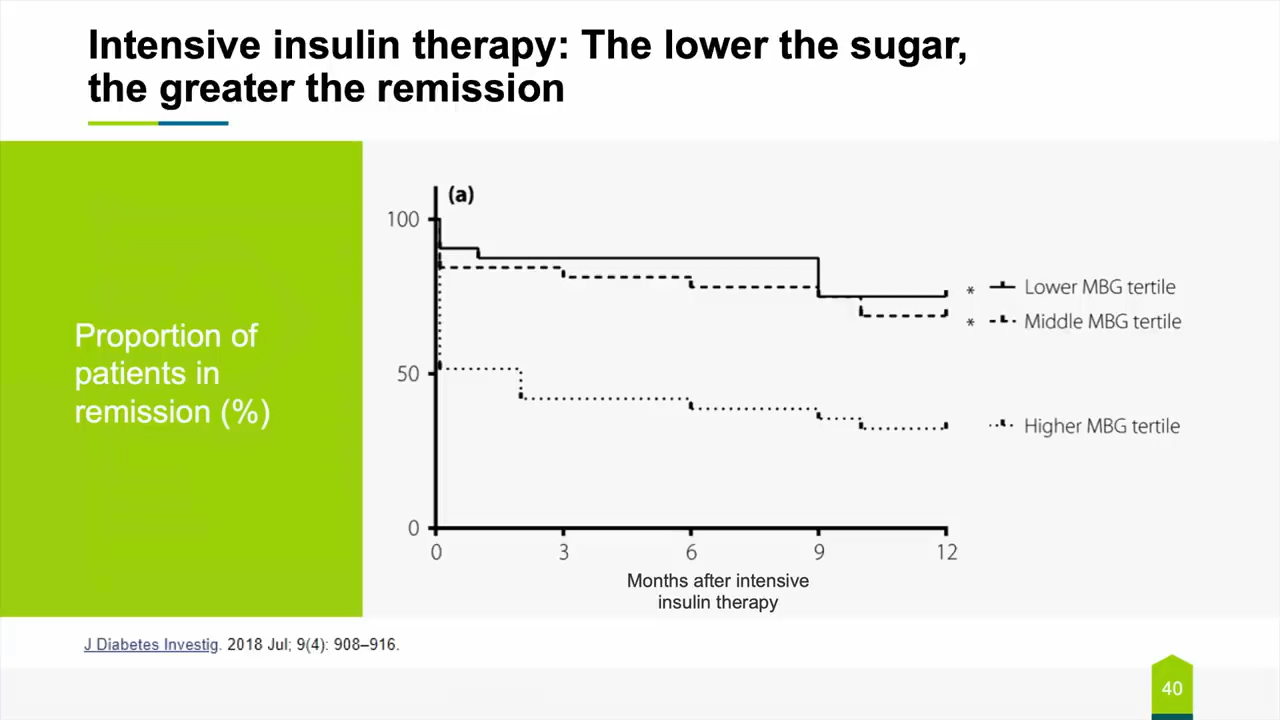 Intensive insulin therapy: The lower the sugar,
the greater the remission
Proportion of
patients in
remission (%)
(a)
100
50
0
0 3 6 9 12
Months after intensive
insulin therapy
* Lower MBG tertile
* Middle MBG tertile
Higher MBG tertile
J Diabetes Investig. 2018 Jul; 9(4): 908–916.
40